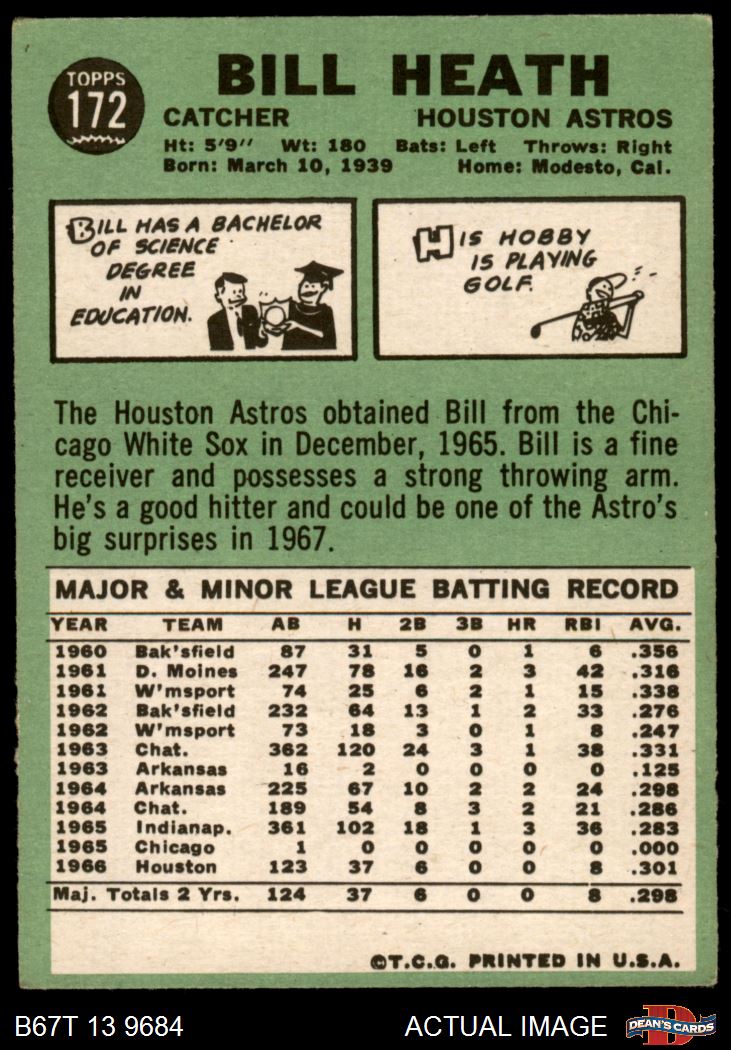 TOPPS
172
BILL HEATH
CATCHER HOUSTON ASTROS
Ht: 5'9" Wt: 180 Bats: Left Throws: Right
Born: March 10, 1939 Home: Modesto, Cal.
BILL HAS A BACHELOR
OF SCIENCE
DEGREE
IN
EDUCATION.
HIS HOBBY
IS PLAYING
GOLF.
The Houston Astros obtained Bill from the Chi-
cago White Sox in December, 1965. Bill is a fine
receiver and possesses a strong throwing arm.
He's a good hitter and could be one of the Astro's
big surprises in 1967.
MAJOR & MINOR LEAGUE BATTING RECORD
YEAR TEAM AB H 2B 3B HR RBI AVG.
1960 Bak'sfield 87 31 5 0 1 6 .356
1961 D. Moines 247 78 16 2 3 42 .316
1961 W'msport 74 25 6 2 1 15 .338
1962 Bak'sfield 232 64 13 1 2 33 .276
1962 W'msport 73 18 3 0 1 8 .247
1963 Chat. 362 120 24 3 1 38 .331
1963 Arkansas 16 2 0 0 0 0 .125
1964 Arkansas 225 67 10 2 2 24 .298
1964 Chat. 189 54 8 3 2 21 .286
1965 Indianap. 361 102 18 1 3 36 .283
1965 Chicago 1 0 0 0 0 0 .000
1966 Houston 123 37 6 0 0 8 .301
Maj. Totals 2 Yrs. 124 37 6 0 0 8 .298
©T.C.G. PRINTED IN U.S.A.
B67T 13 9684 ACTUAL IMAGE
DEAN'S CARDS